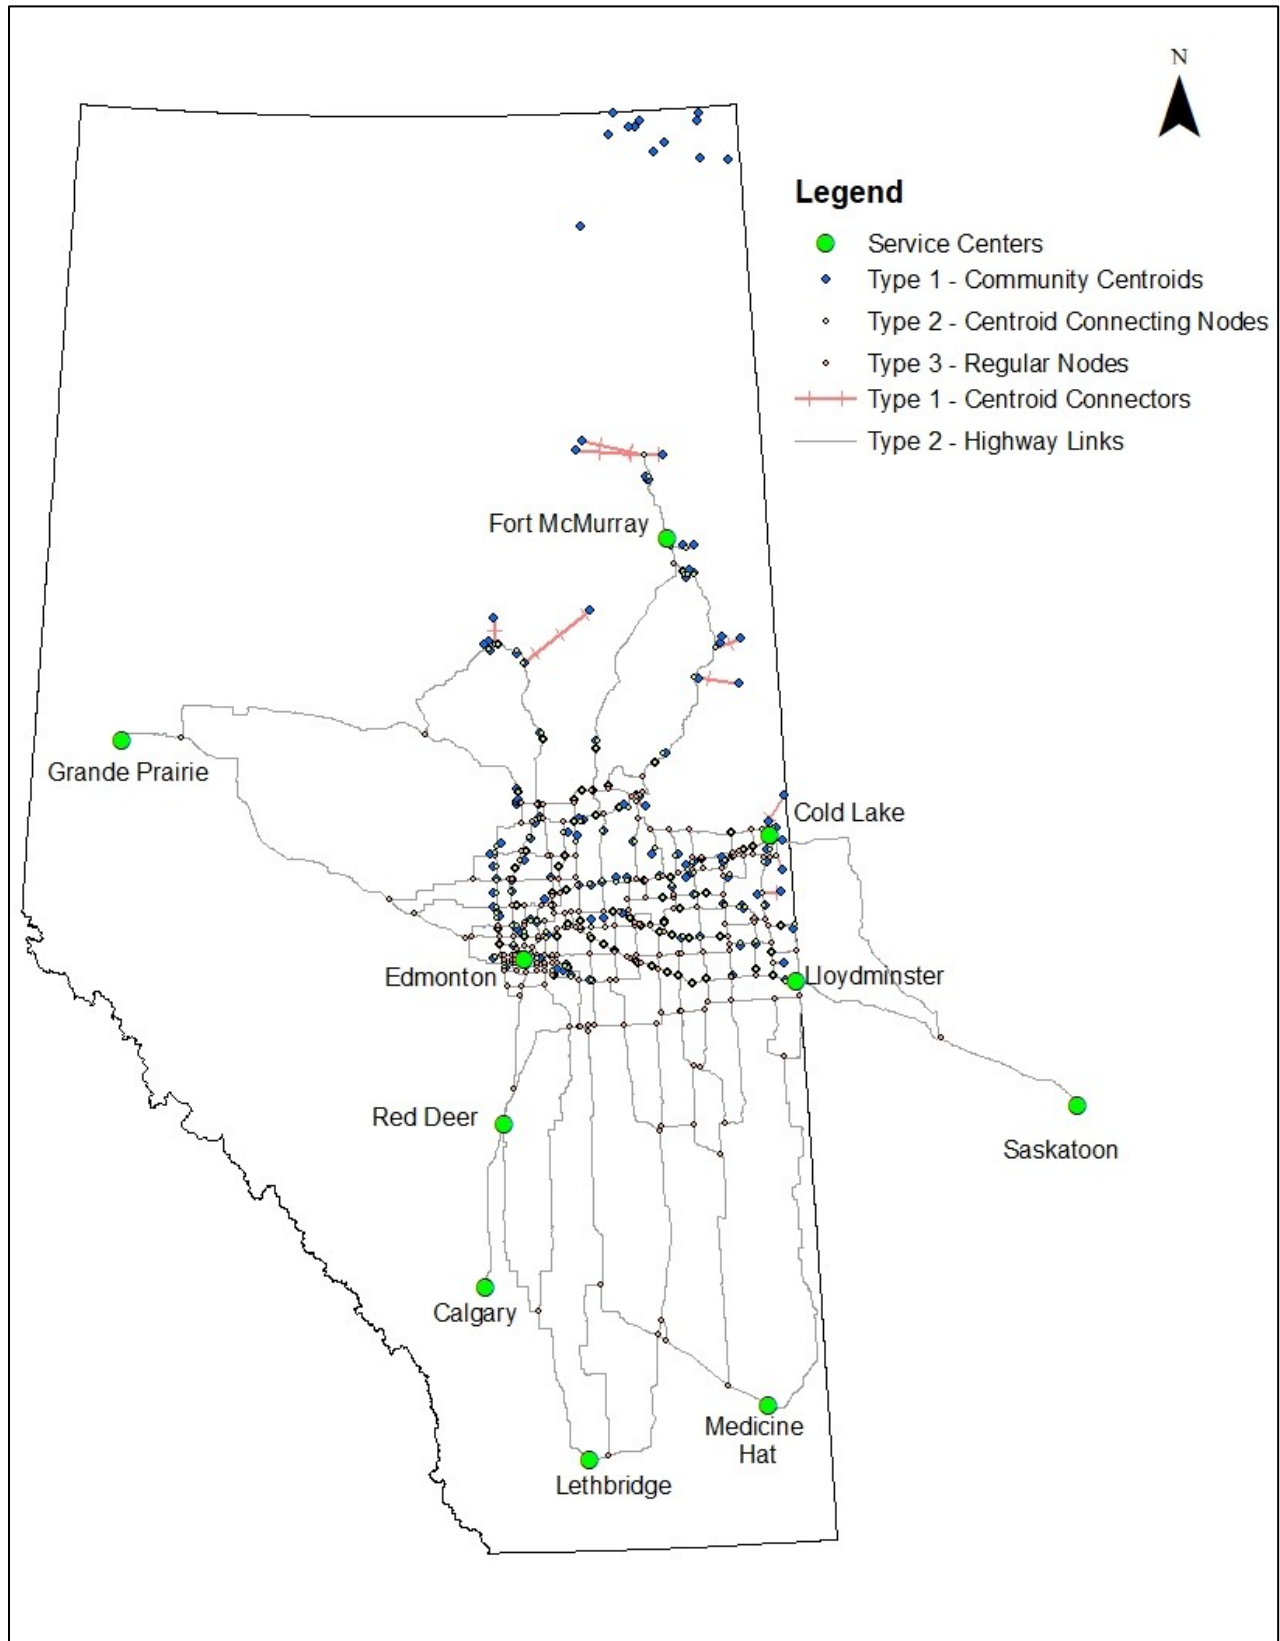 N
Legend
Service Centers
Type 1 - Community Centroids
Type 2 - Centroid Connecting Nodes
Type 3 - Regular Nodes
Type 1 - Centroid Connectors
Type 2 - Highway Links
Fort McMurray
Grande Prairie
Cold Lake
Edmonton
Lloydminster
Red Deer
Saskatoon
Calgary
Medicine
Hat
Lethbridge